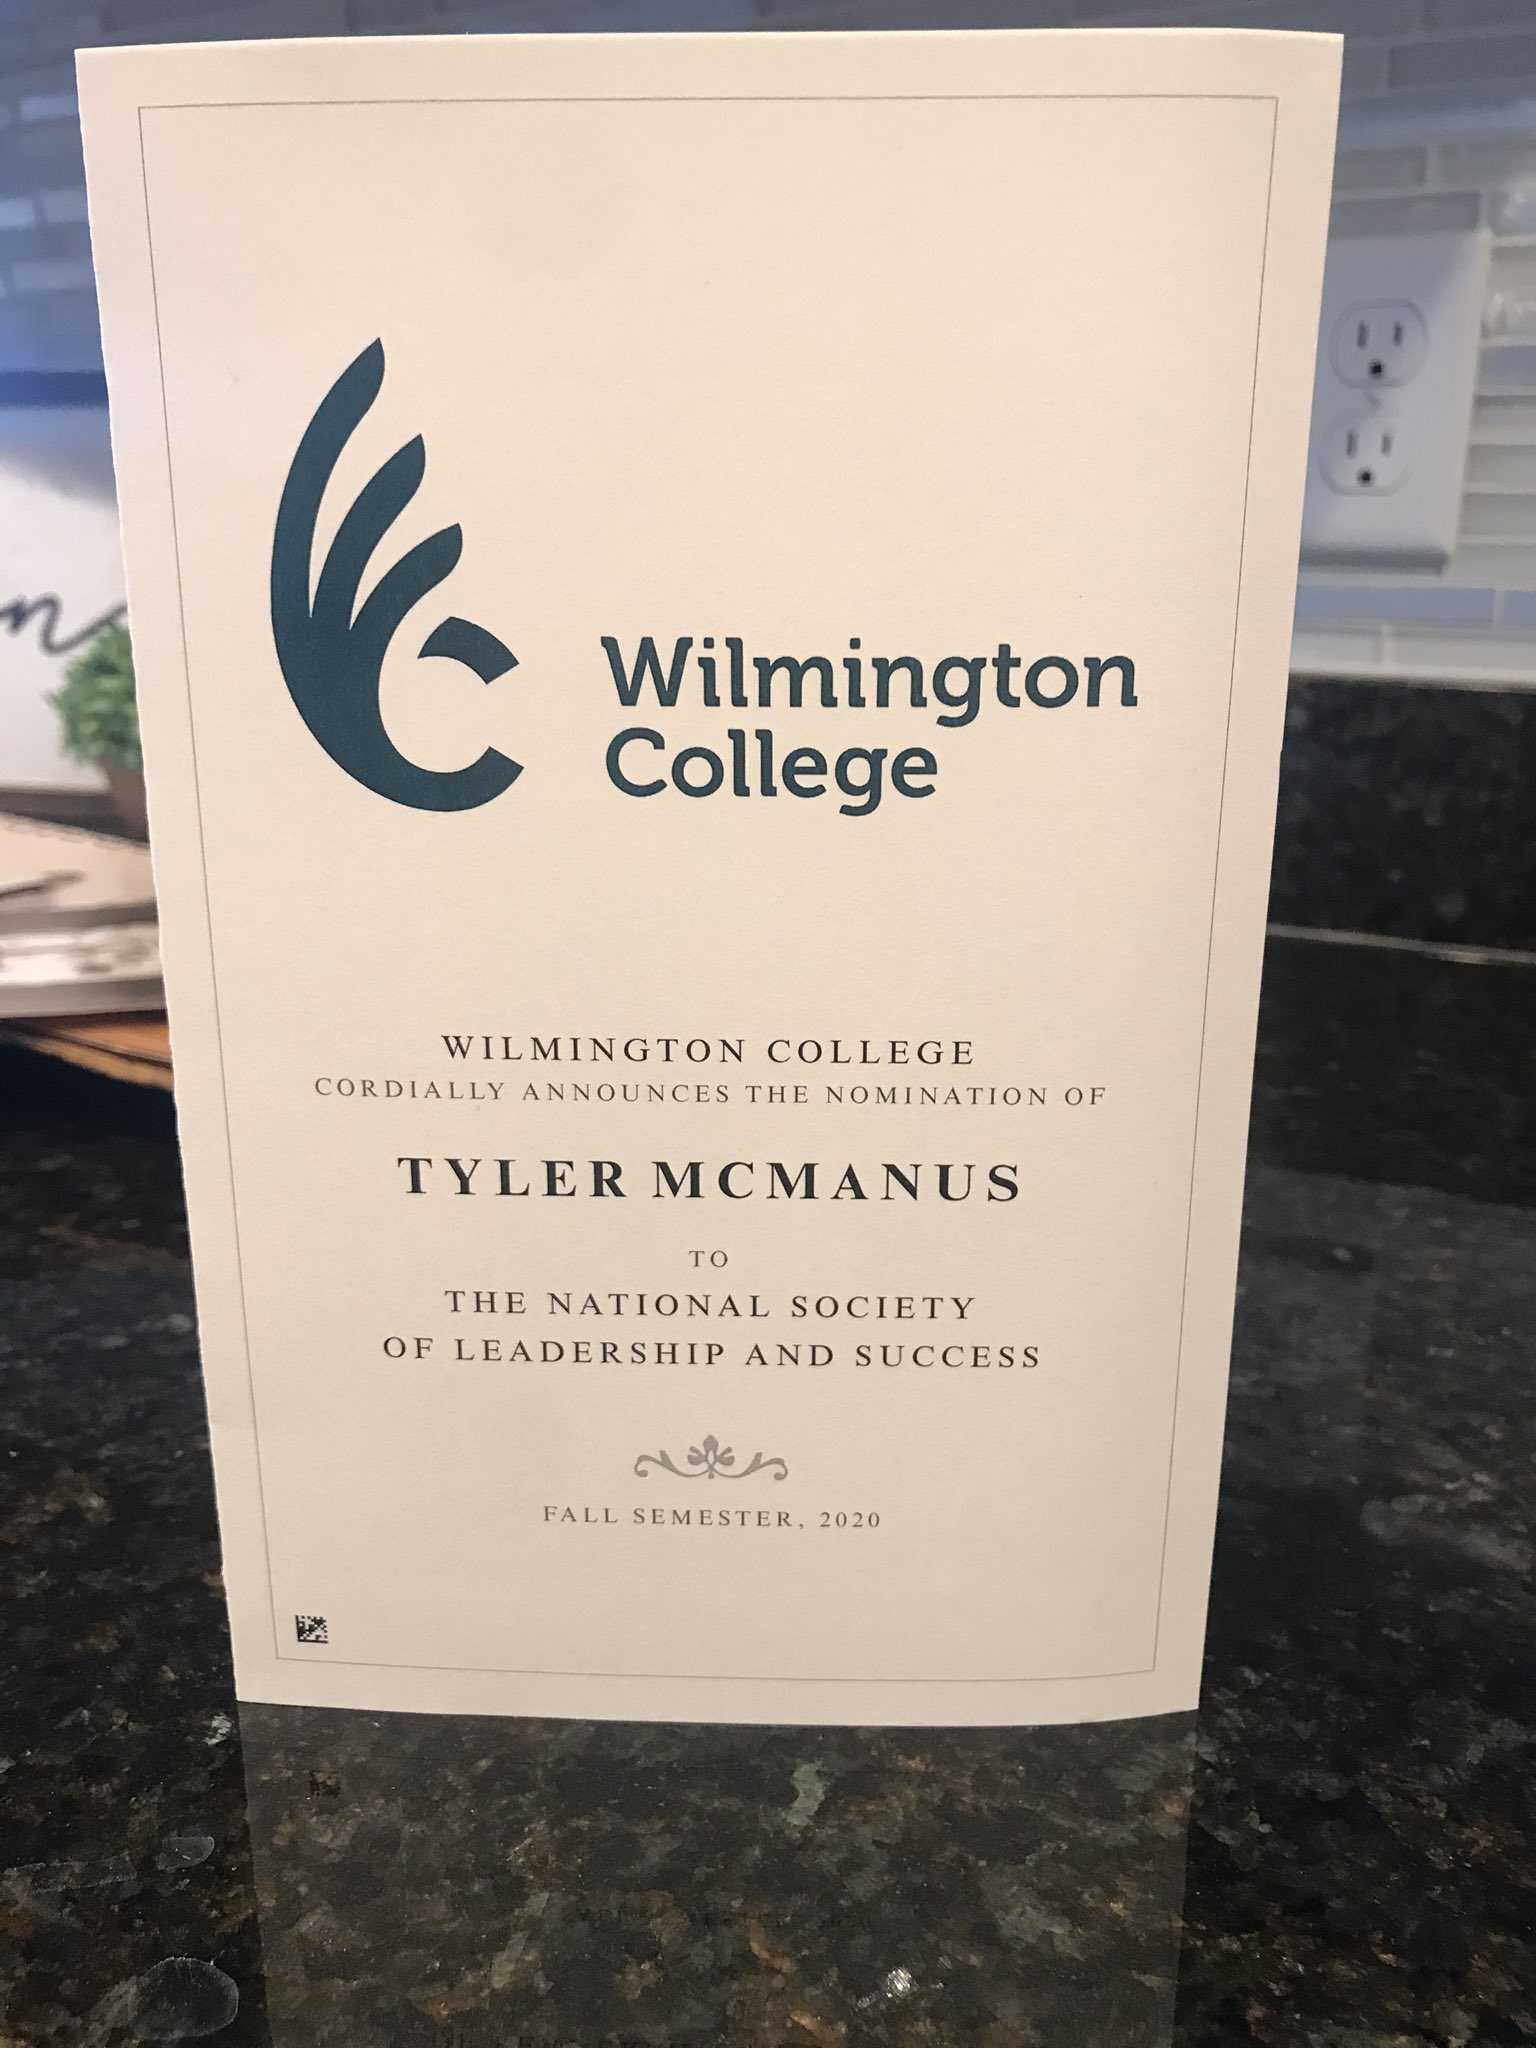 Wilmington
College
WILMINGTON COLLEGE
CORDIALLY ANNOUNCES THE NOMINATION OF
TYLER MCMANUS
TO
THE NATIONAL SOCIETY
OF LEADERSHIP AND SUCCESS
FALL SEMESTER, 2020